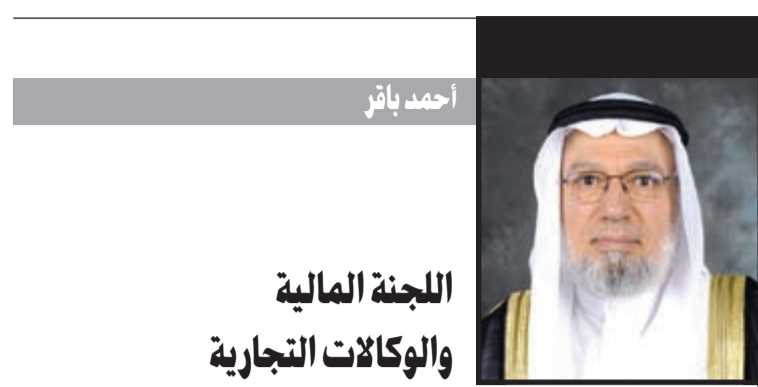 أحمد باقر
اللجنة المالية
والوكالات التجارية